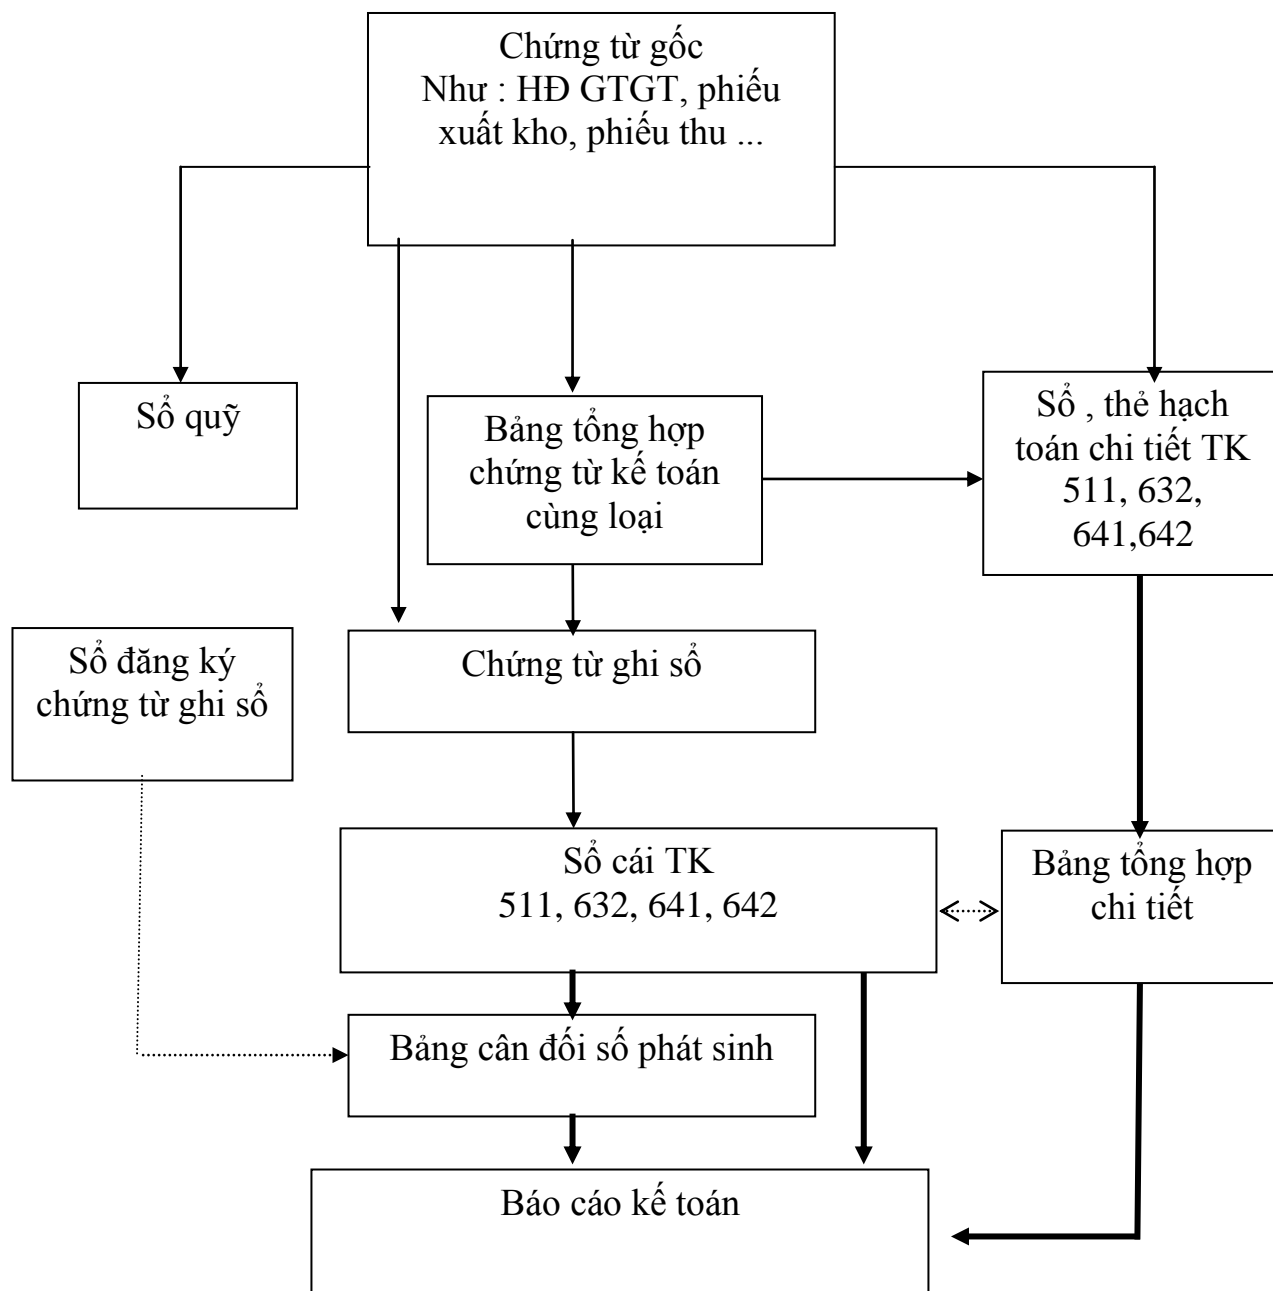 Chứng từ gốc
Như : HĐ GTGT, phiếu
xuất kho, phiếu thu ...
Sổ quỹ
Bảng tổng hợp
chứng từ kế toán
cùng loại
Sổ , thẻ hạch
toán chi tiết TK
511, 632,
641,642
Sổ đăng ký
chứng từ ghi sổ
Chứng từ ghi sổ
Sổ cái TK
511, 632, 641, 642
Bảng tổng hợp
chi tiết
Bảng cân đối số phát sinh
Báo cáo kế toán